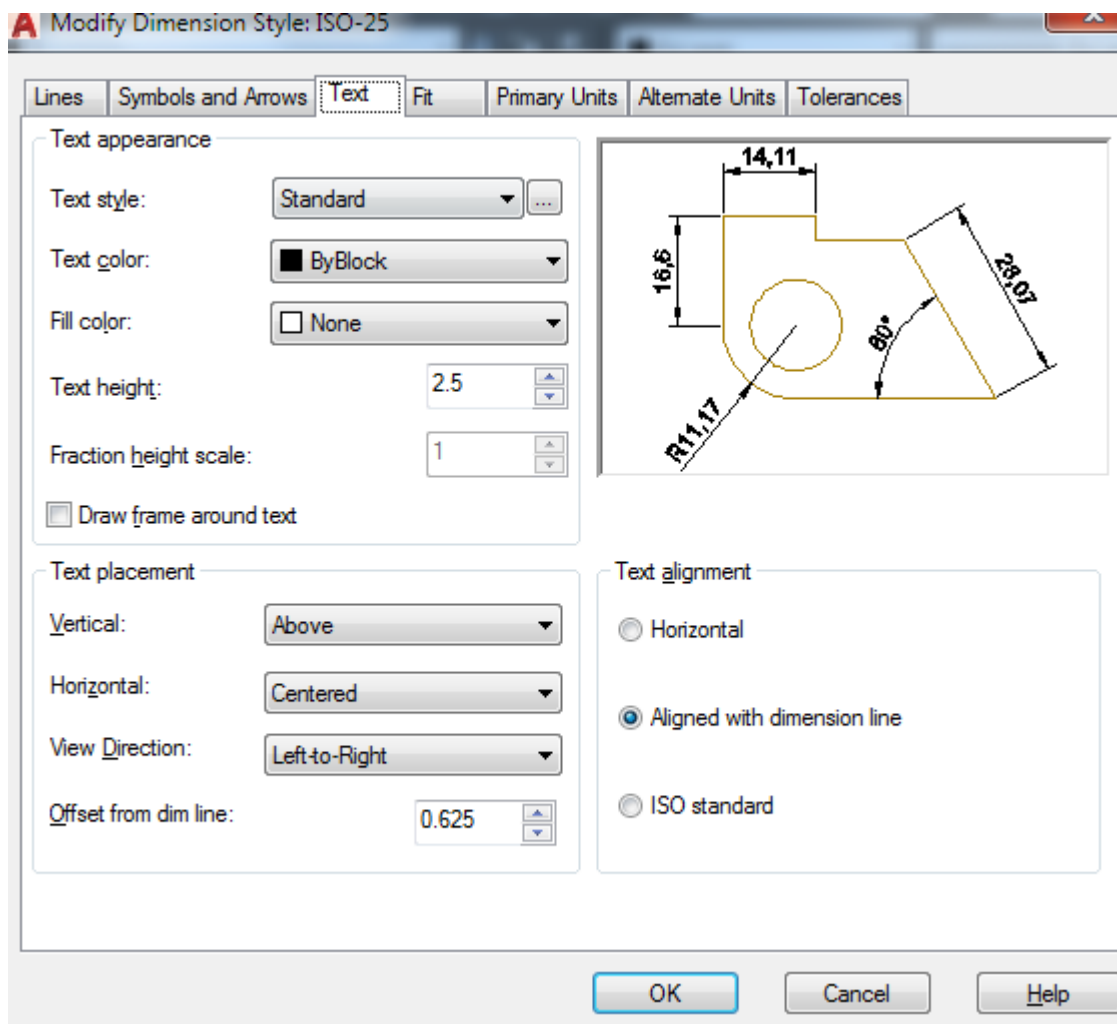 Modify Dimension Style: ISO-25
Lines Symbols and Arrows Text Fit Primary Units Alternate Units Tolerances
Text appearance
Text style: Standard ...
Text color: ByBlock
Fill color: None
Text height: 2.5
Fraction height scale: 1
Draw frame around text
14,11
16,6
28,07
60°
R11,17
Text placement
Vertical: Above
Horizontal: Centered
View Direction: Left-to-Right
Offset from dim line: 0.625
Text alignment
Horizontal
Aligned with dimension line
ISO standard
OK Cancel Help